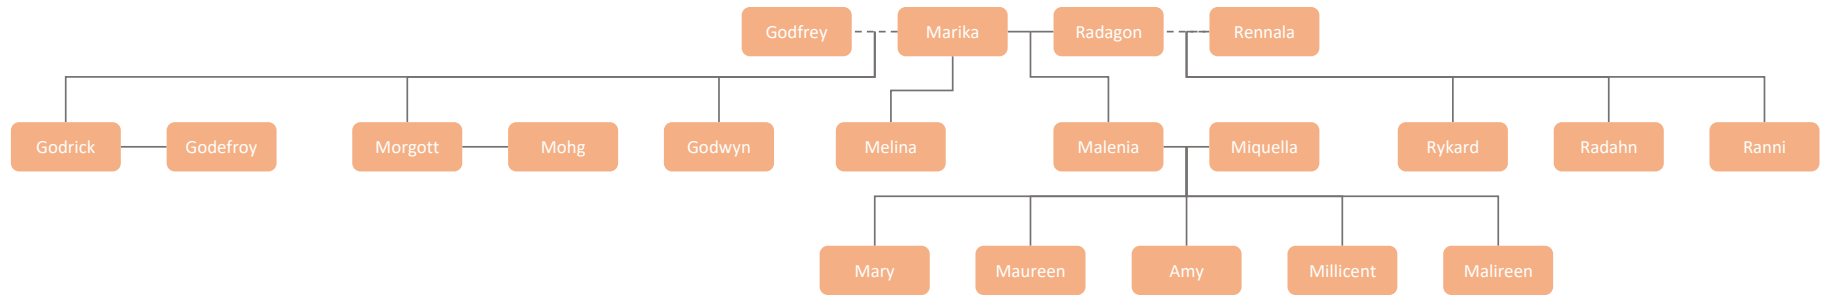 Godfrey
Marika
Radagon
Rennala
Godrick
Godefroy
Morgott
Mohg
Godwyn
Melina
Malenia
Miquella
Rykard
Radahn
Ranni
Mary
Maureen
Amy
Millicent
Malireen